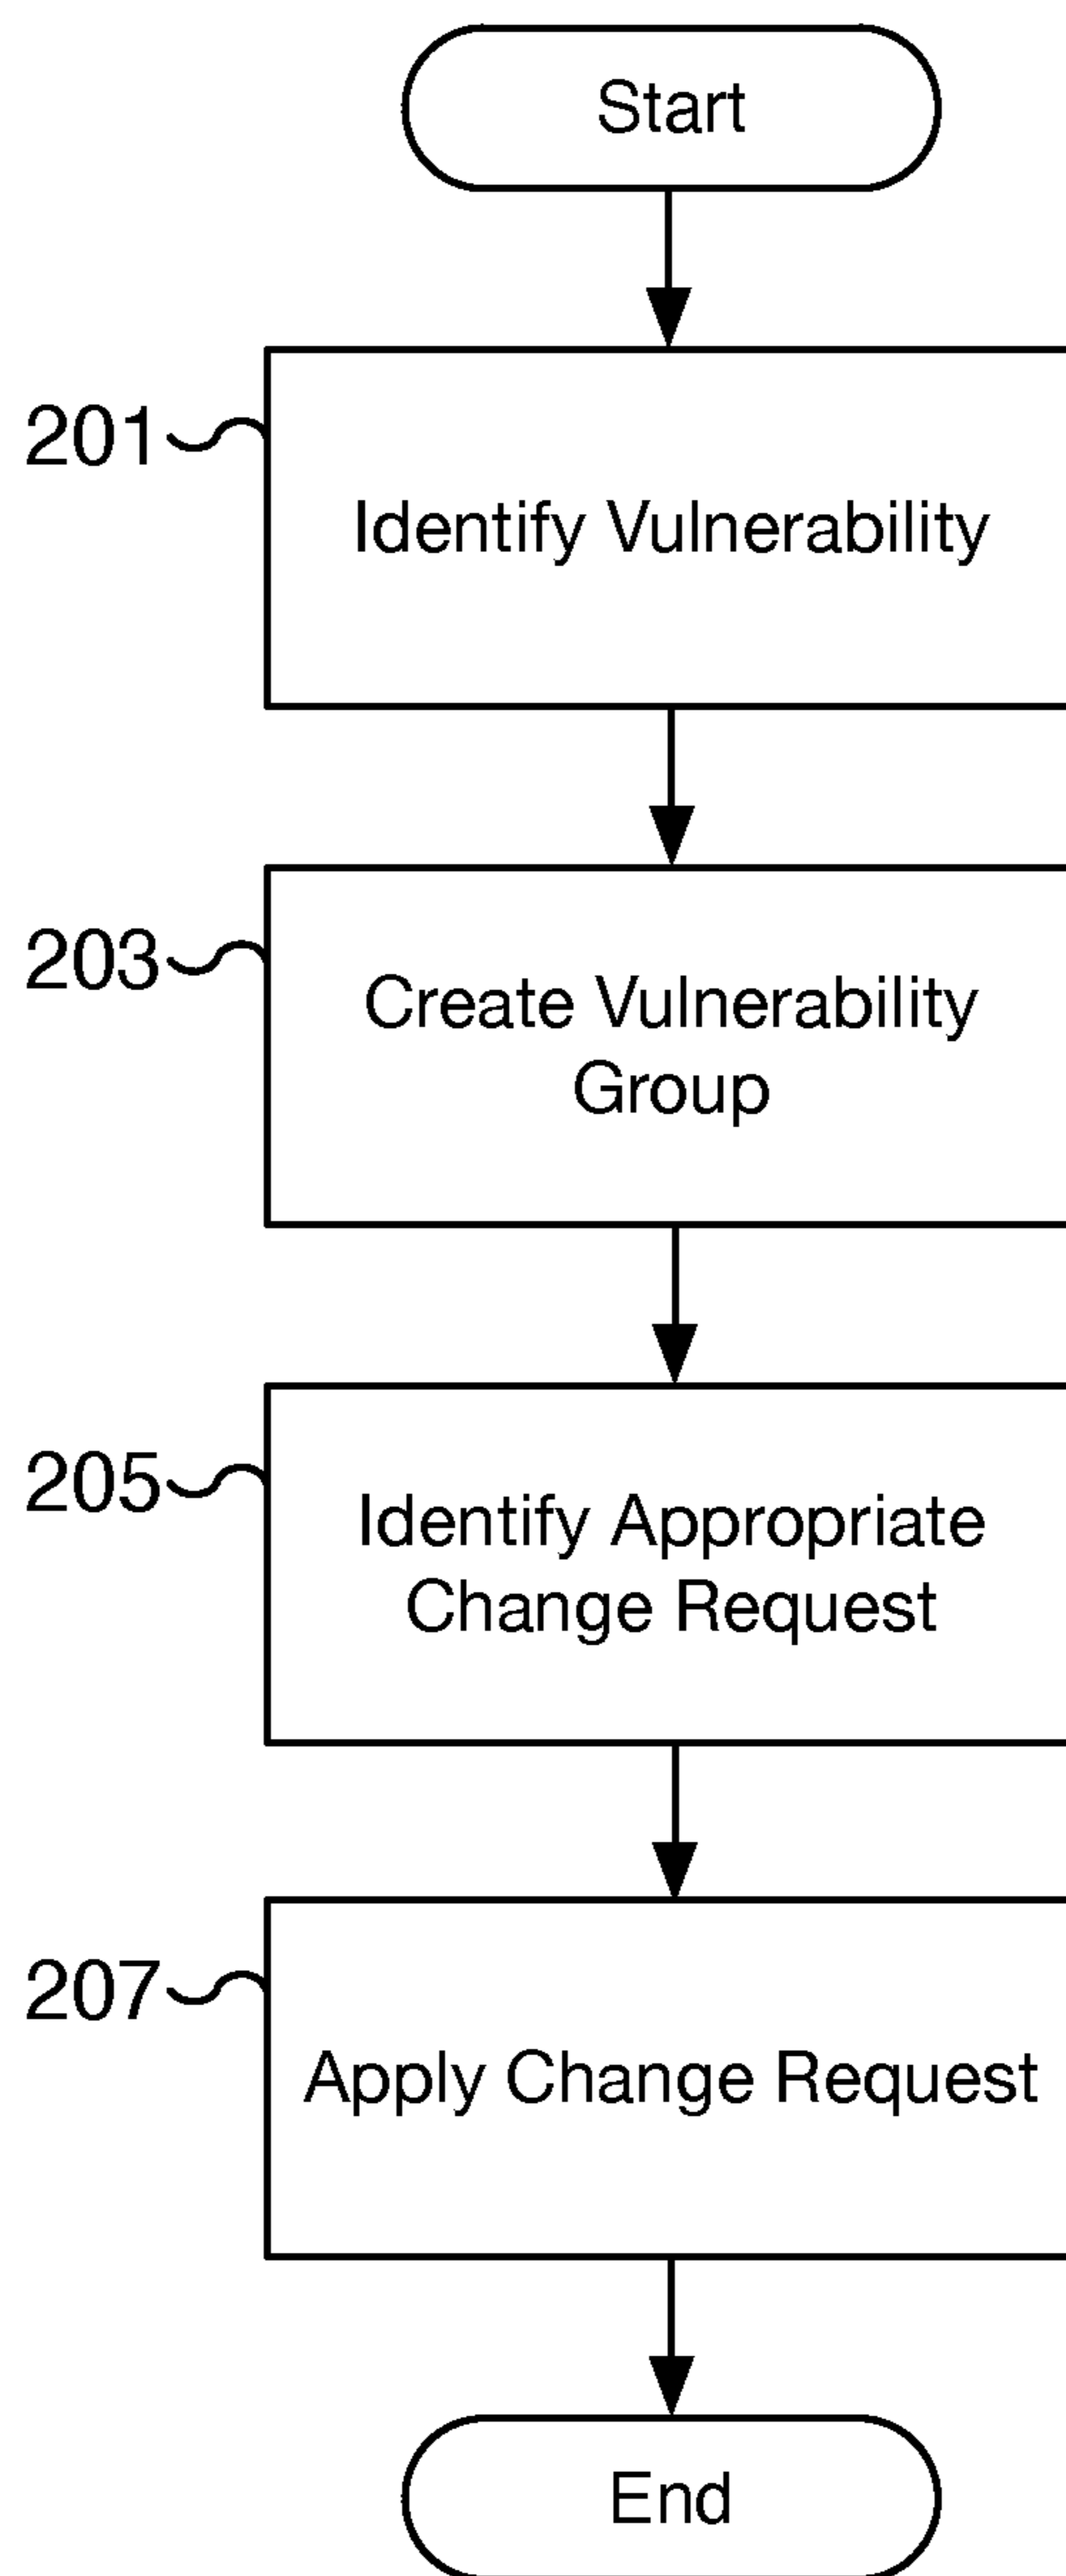 Start
201
Identify Vulnerability
203
Create Vulnerability
Group
205
Identify Appropriate
Change Request
207
Apply Change Request
End